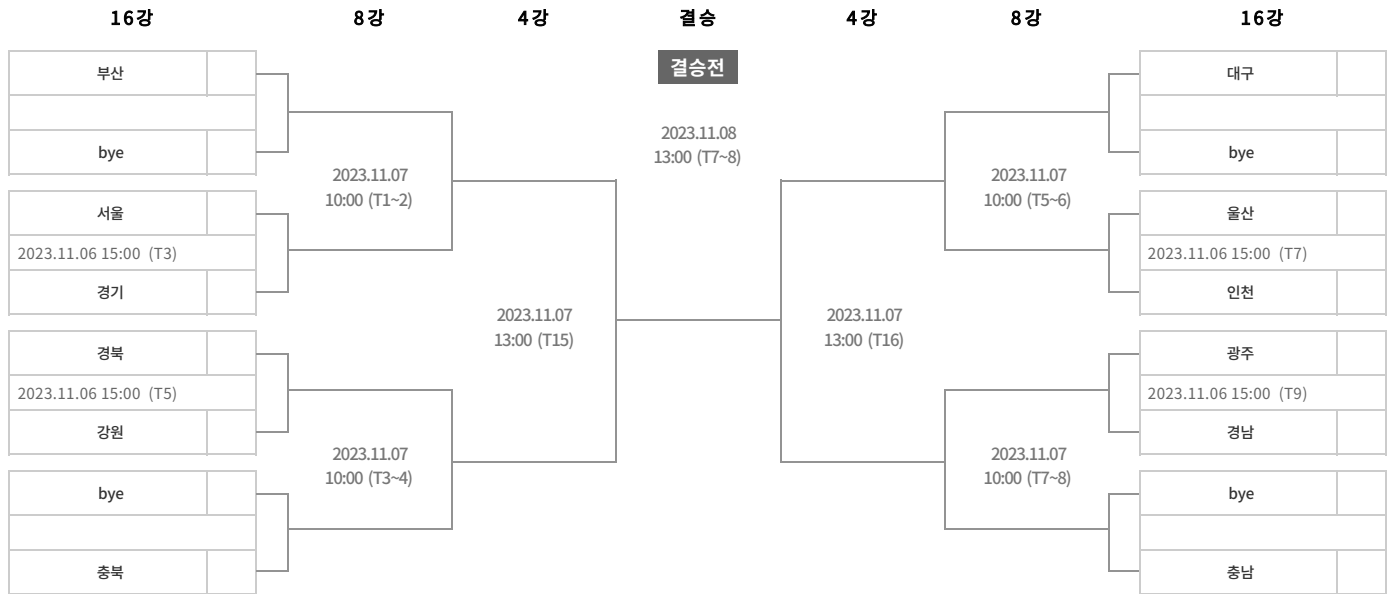 16강 8강 4강 결승 4강 8강 16강
결승전
부산
bye
서울
2023.11.06 15:00 (T3)
경기
경북
2023.11.06 15:00 (T5)
강원
bye
충북
2023.11.07
10:00 (T1~2)
2023.11.07
10:00 (T3~4)
2023.11.07
13:00 (T15)
2023.11.08
13:00 (T7~8)
2023.11.07
13:00 (T16)
2023.11.07
10:00 (T5~6)
2023.11.07
10:00 (T7~8)
대구
bye
울산
2023.11.06 15:00 (T7)
인천
광주
2023.11.06 15:00 (T9)
경남
bye
충남